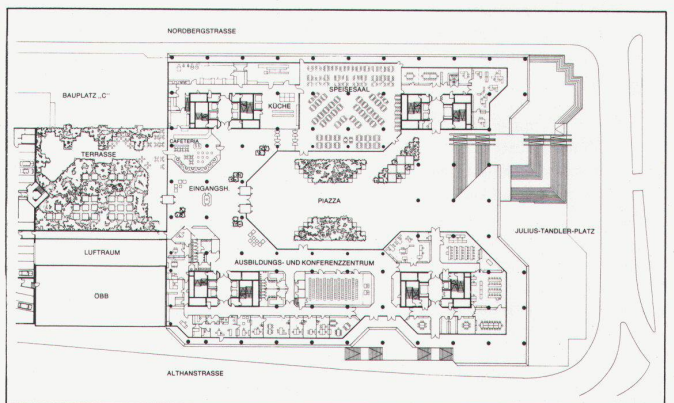 NORDBERGSTRASSE
BAUPLATZ „C"
SPEISESAAL
KÜCHE
CAFETERIA
TERRASSE
EINGANGSH.
PIAZZA
JULIUS-TANDLER-PLATZ
LUFTRAUM
AUSBILDUNGS- UND KONFERENZZENTRUM
ÖBB
ALTHANSTRASSE